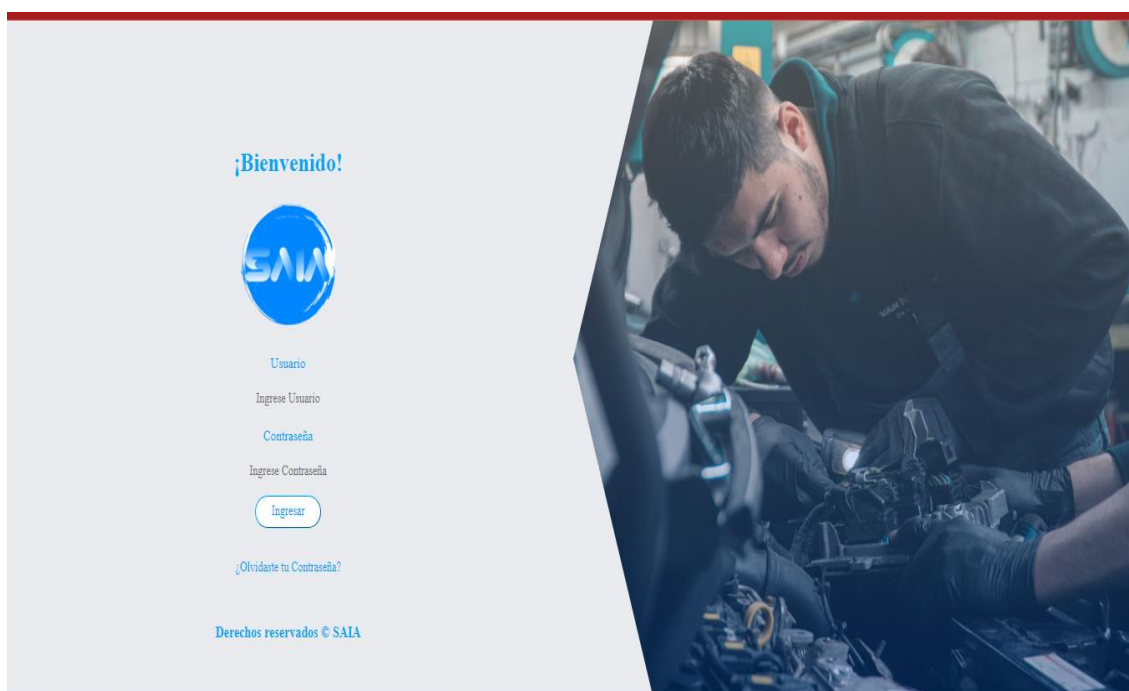 ¡Bienvenido!
SAIA
Usuario
Ingrese Usuario
Contraseña
Ingrese Contraseña
Ingresar
¿Olvidaste tu Contraseña?
Derechos reservados © SAIA